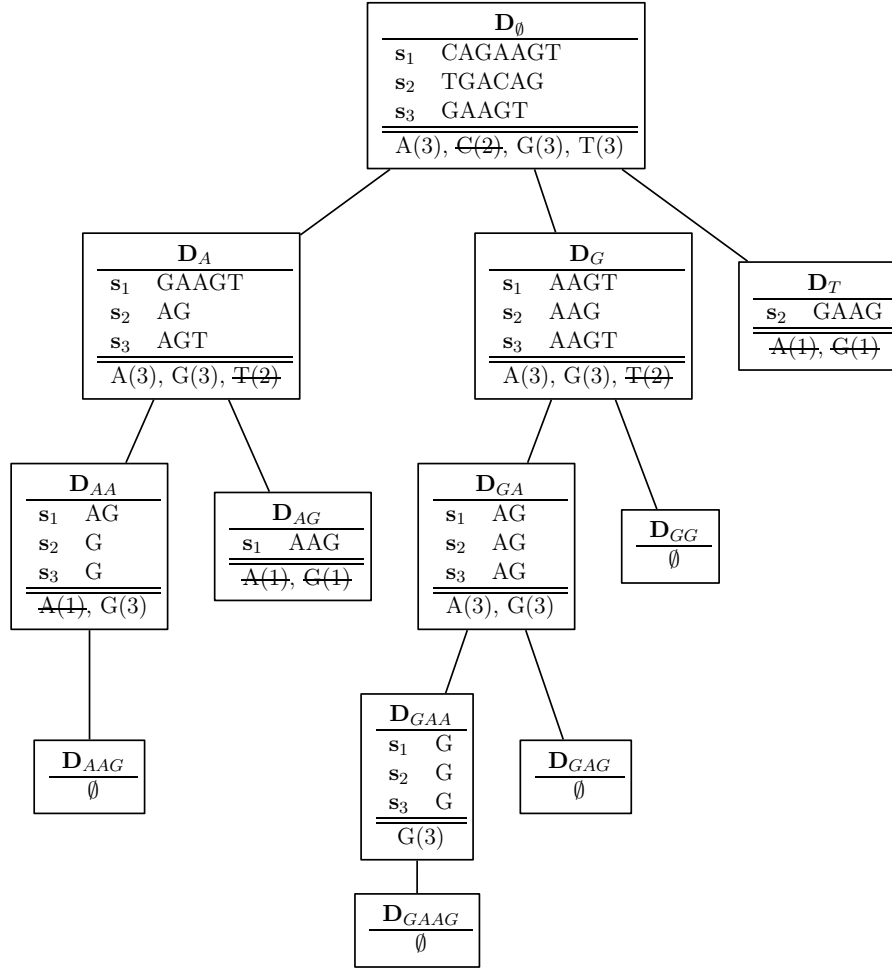 D∅
s1 CAGAAGT
s2 TGACAG
s3 GAAGT
A(3), C(2), G(3), T(3)
DA
s1 GAAGT
s2 AG
s3 AGT
A(3), G(3), T(2)
DG
s1 AAGT
s2 AAG
s3 AAGT
A(3), G(3), T(2)
DT
s2 GAAG
A(1), G(1)
DAA
s1 AG
s2 G
s3 G
A(1), G(3)
DAG
s1 AAG
A(1), G(1)
DGA
s1 AG
s2 AG
s3 AG
A(3), G(3)
DGG
∅
DAAG
∅
DGAA
s1 G
s2 G
s3 G
G(3)
DGAG
∅
DGAAG
∅